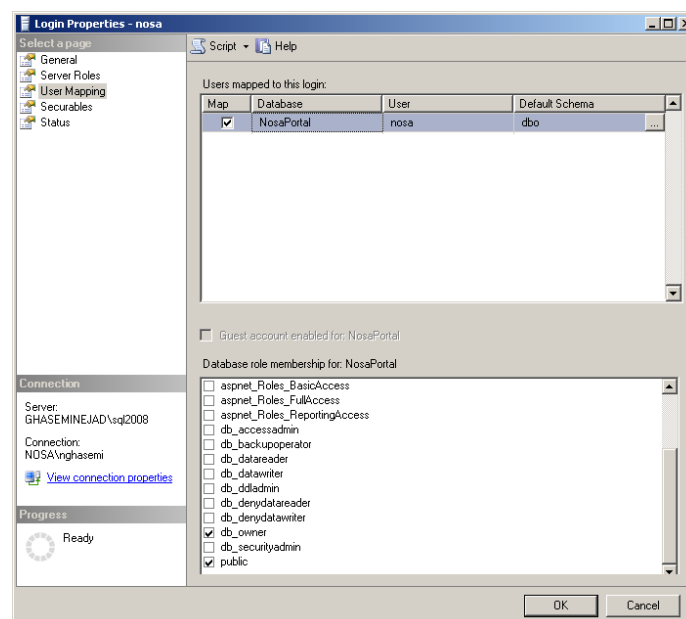 Login Properties - nosa
Select a page
General
Server Roles
User Mapping
Securables
Status
Script Help
Users mapped to this login:
Map Database User Default Schema
NosaPortal nosa dbo ...
Guest account enabled for: NosaPortal
Database role membership for: NosaPortal
aspnet_Roles_BasicAccess
aspnet_Roles_FullAccess
aspnet_Roles_ReportingAccess
db_accessadmin
db_backupoperator
db_datareader
db_datawriter
db_ddladmin
db_denydatareader
db_denydatawriter
db_owner
db_securityadmin
public
Connection
Server:
GHASEMINEJAD\sql2008
Connection:
NOSA\nghasemi
View connection properties
Progress
Ready
OK Cancel